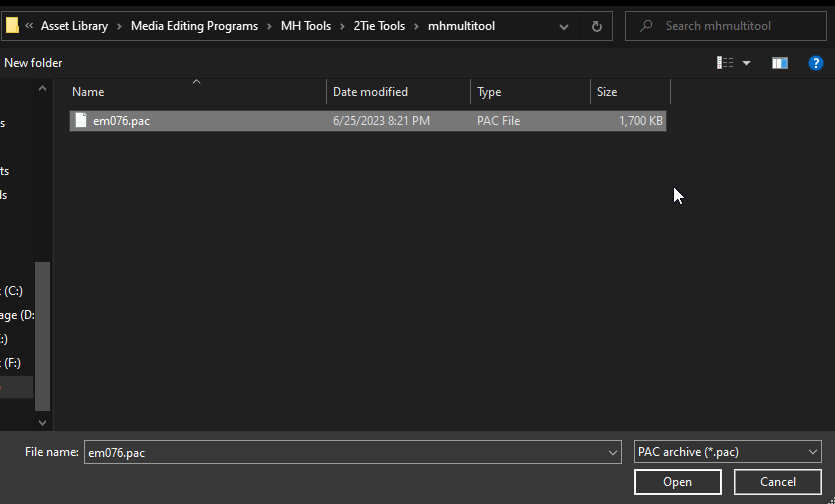 « Asset Library › Media Editing Programs › MH Tools › 2Tie Tools › mhmultitool Search mhmultitool
New folder
Name Date modified Type Size
em076.pac 6/25/2023 8:21 PM PAC File 1,700 KB
s
ts
ls
(C:)
age (D:
:)
(F:)
File name: em076.pac PAC archive (*.pac)
Open Cancel